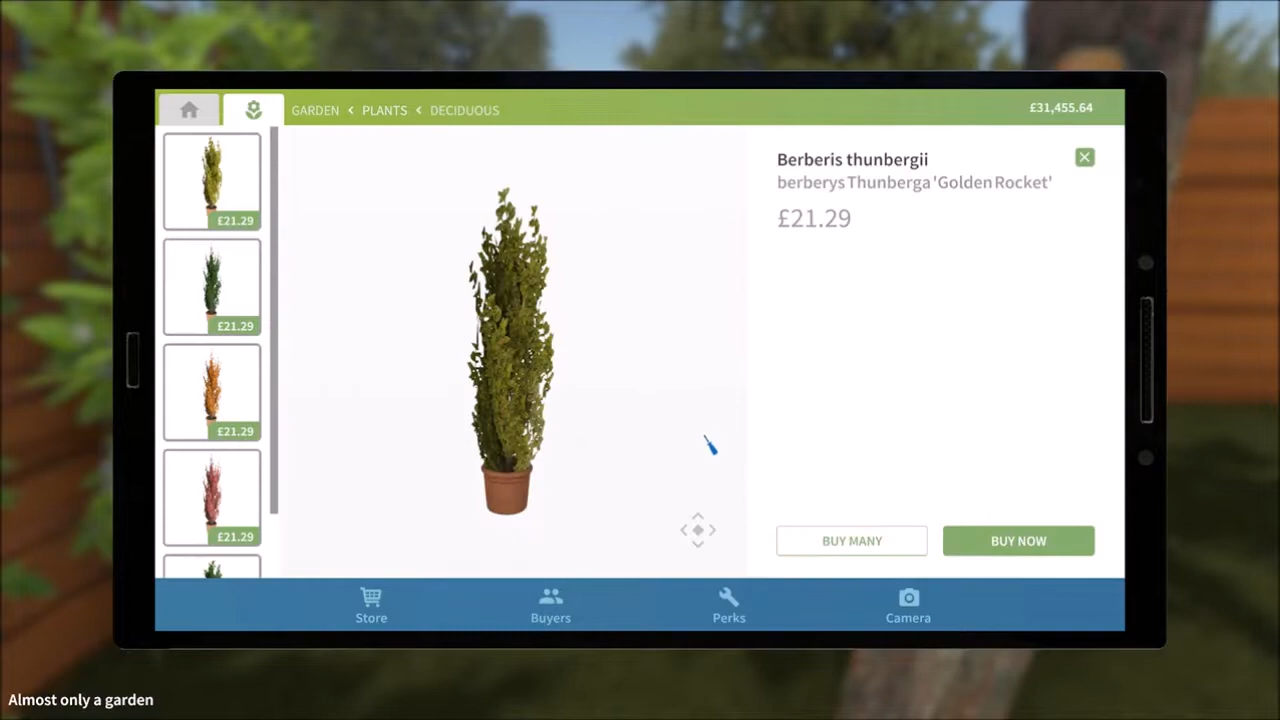 GARDEN < PLANTS < DECIDUOUS
£31,455.64
£21.29
£21.29
£21.29
£21.29
Berberis thunbergii
berberys Thunberga 'Golden Rocket'
£21.29
BUY MANY
BUY NOW
Store
Buyers
Perks
Camera
Almost only a garden